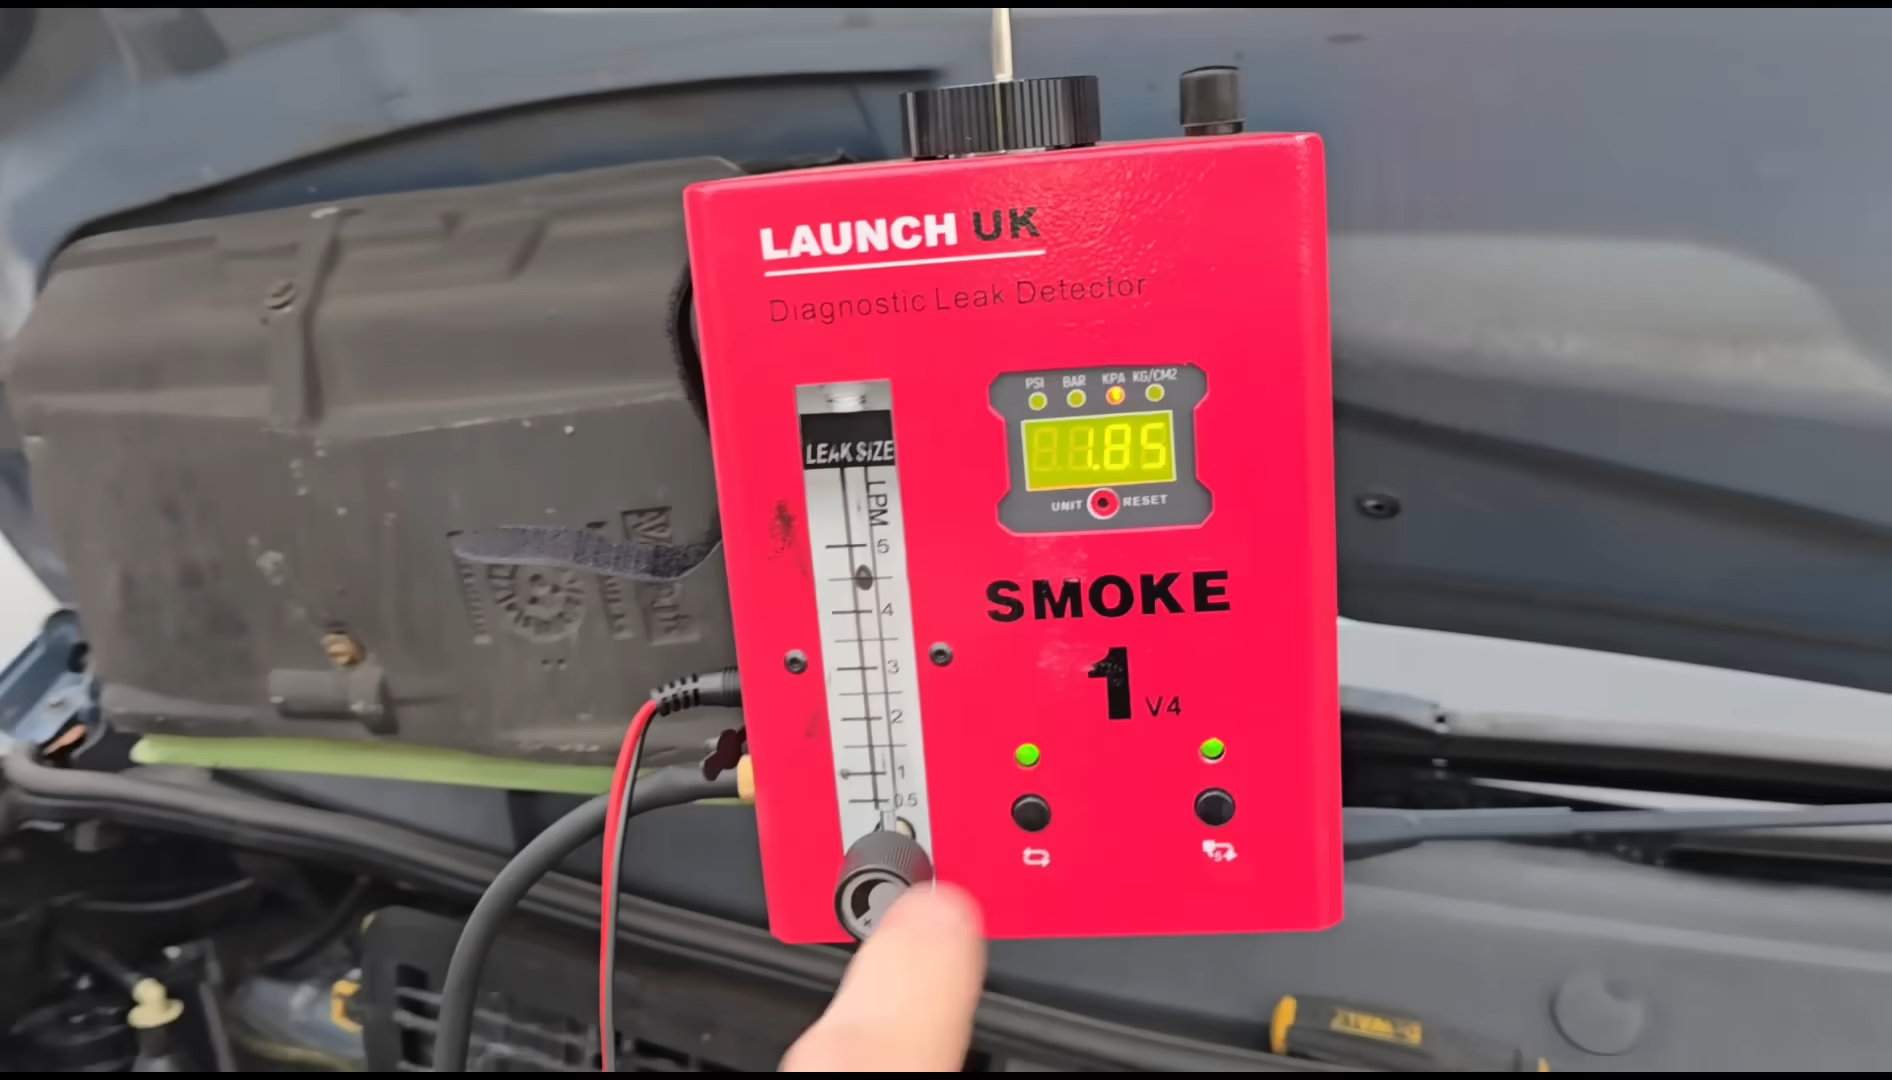 LAUNCH UK
Diagnostic Leak Detector
PSI BAR KPA KG/CM2
1.85
UNIT RESET
LEAK SIZE
LPM
5
4
3
2
1
0.5
SMOKE
1 V4